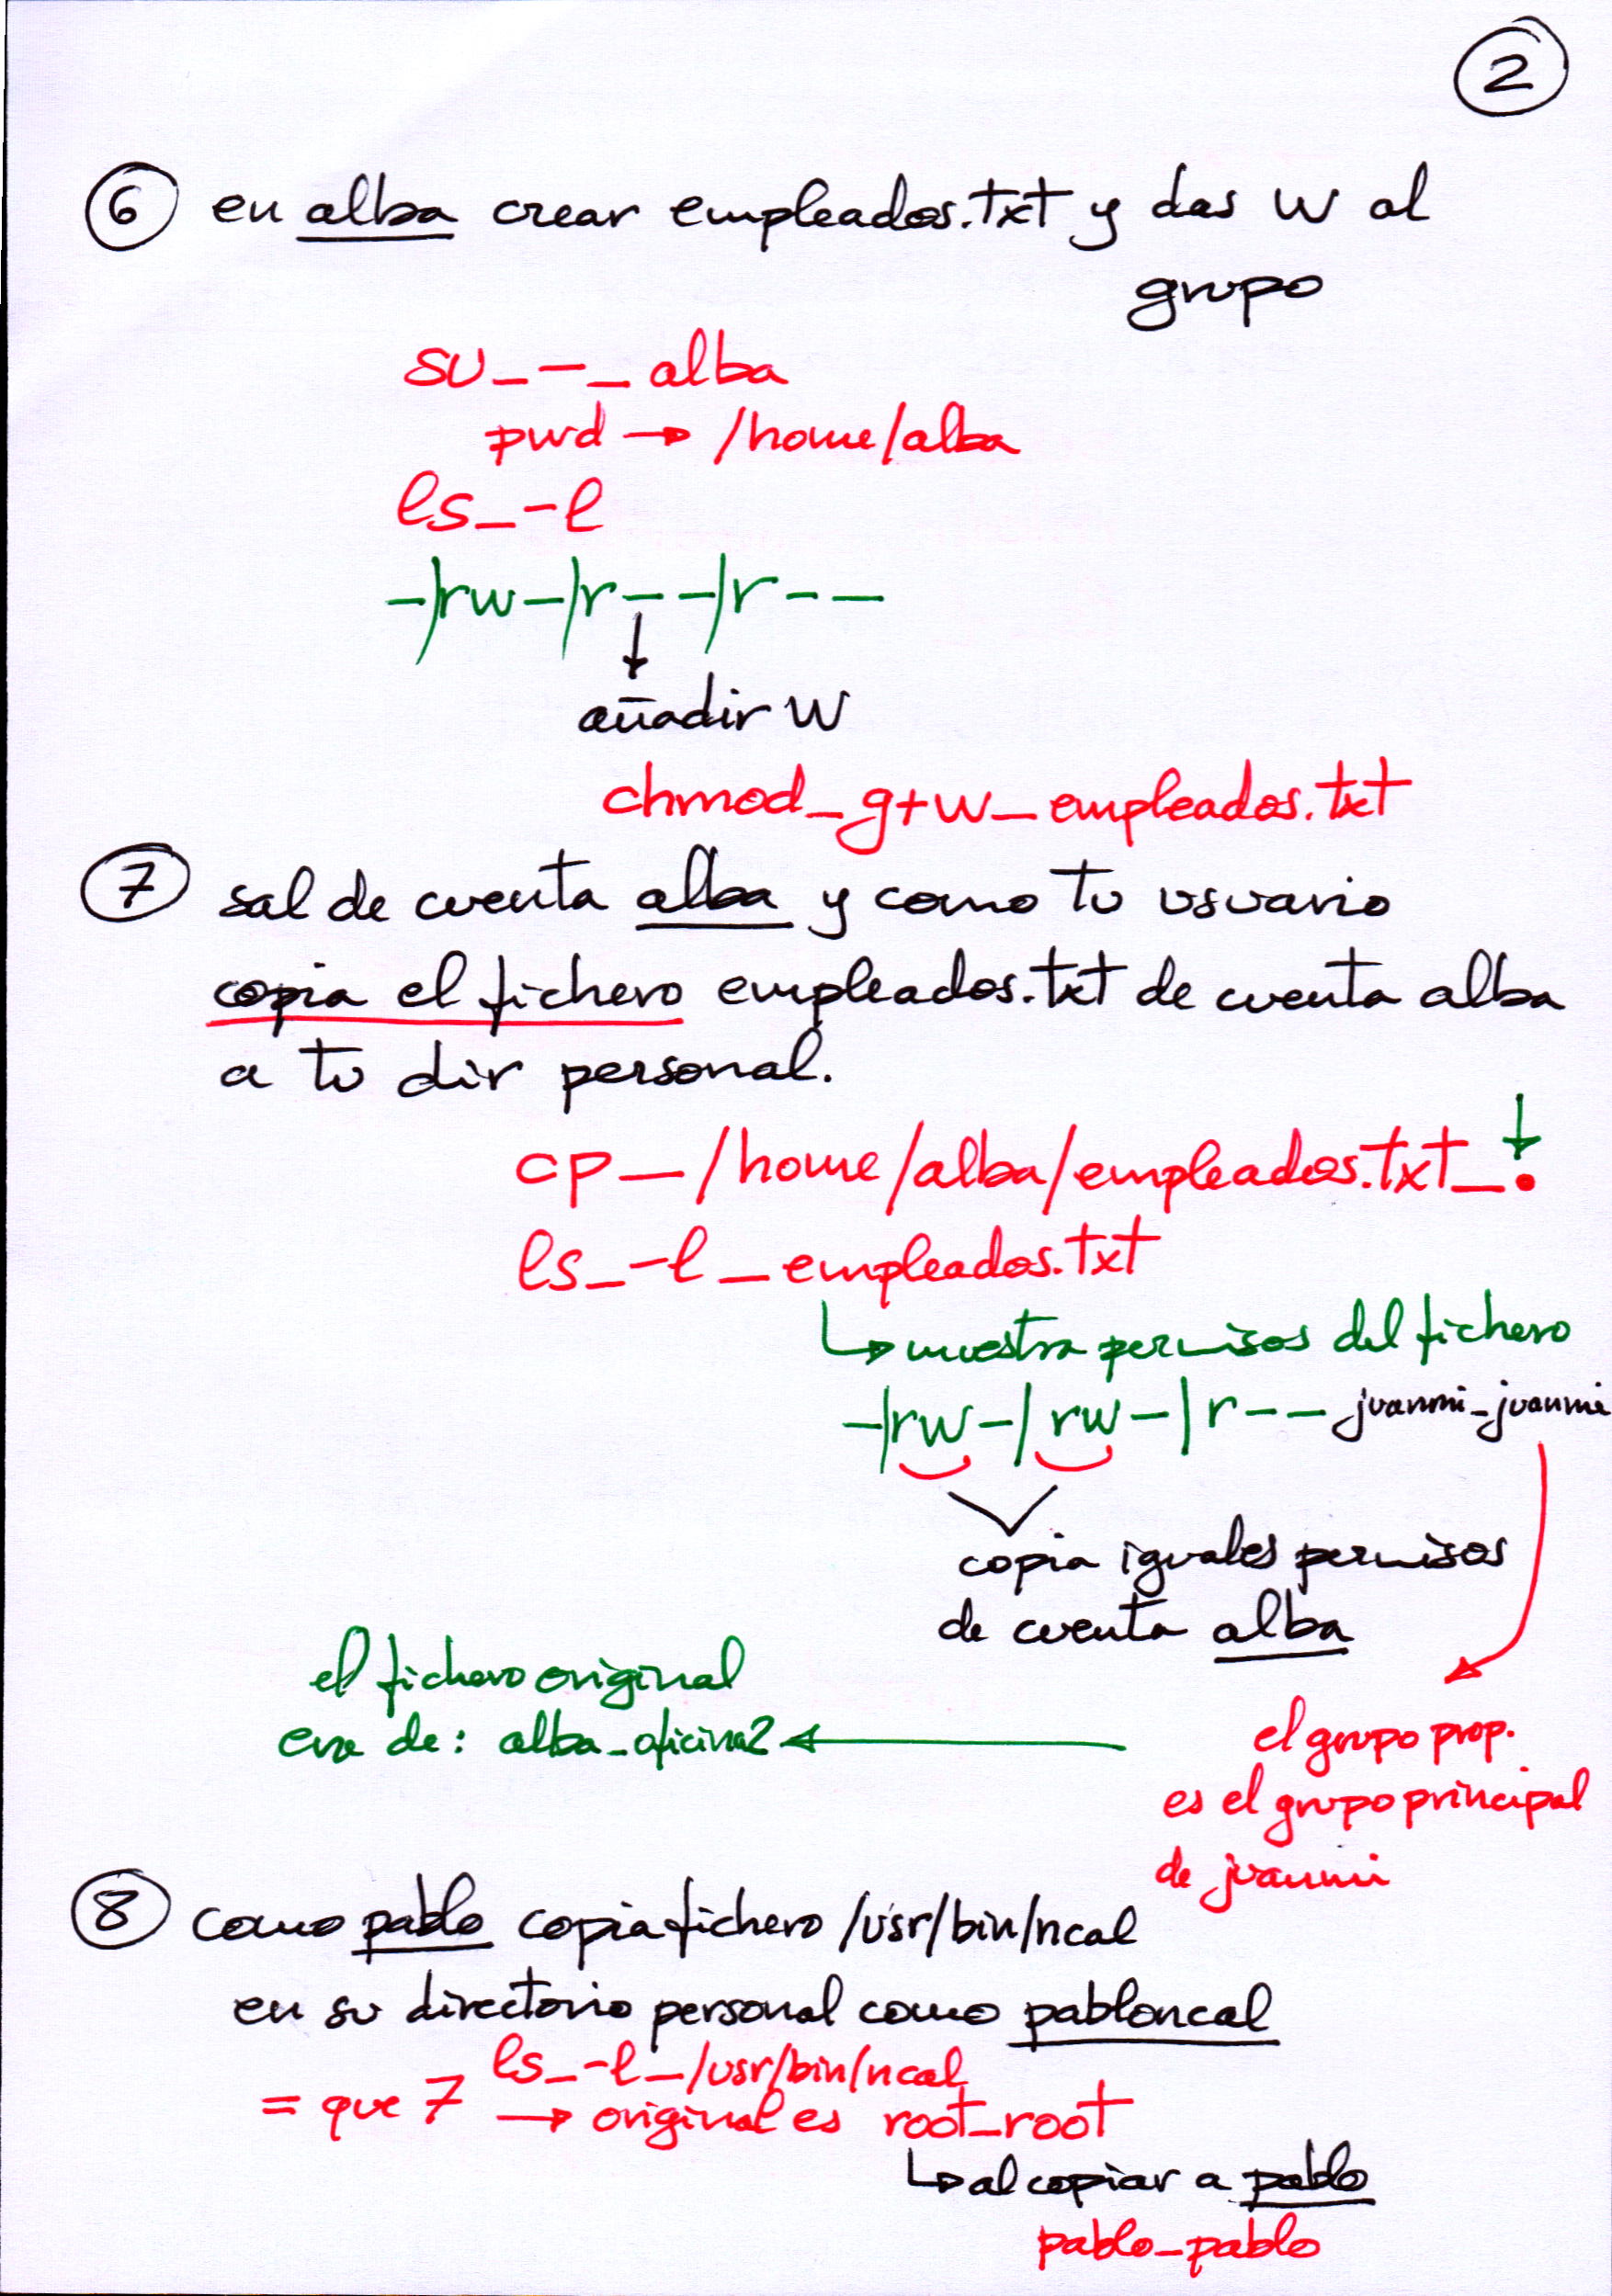 2
6 en alba crear empleados.txt y das W al
grupo
su_-_alba
pwd → /home/alba
ls_-l
-|rw-|r--|r--
↓
añadir W
chmod_g+w_empleados.txt
7 sal de cuenta alba y como tu usuario
copia el fichero empleados.txt de cuenta alba
a tu dir personal.
↓
cp_/home/alba/empleados.txt_.
ls_-l_empleados.txt
↳ muestra permisos del fichero
-|rw-|rw-|r-- juanmi_juanmi
copia iguales permisos
de cuenta alba
el fichero original
era de: alba_oficina2 ←
el grupo prop.
es el grupo principal
de juanmi
8 como pablo copia fichero /usr/bin/ncal
en su directorio personal como pabloncal
ls_-l_/usr/bin/ncal
= que 7 → original es root_root
↳ al copiar a pablo
pablo_pablo